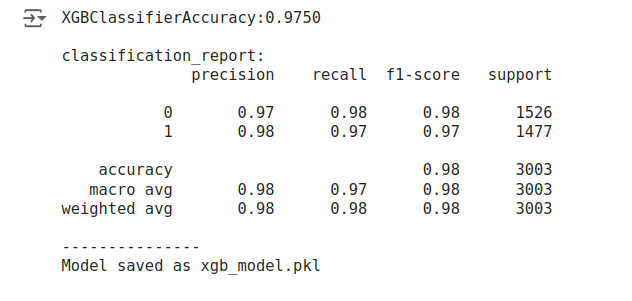 XGBClassifierAccuracy:0.9750
classification_report:
precision recall f1-score support
0 0.97 0.98 0.98 1526
1 0.98 0.97 0.97 1477
accuracy 0.98 3003
macro avg 0.98 0.97 0.98 3003
weighted avg 0.98 0.98 0.98 3003
---------------
Model saved as xgb_model.pkl